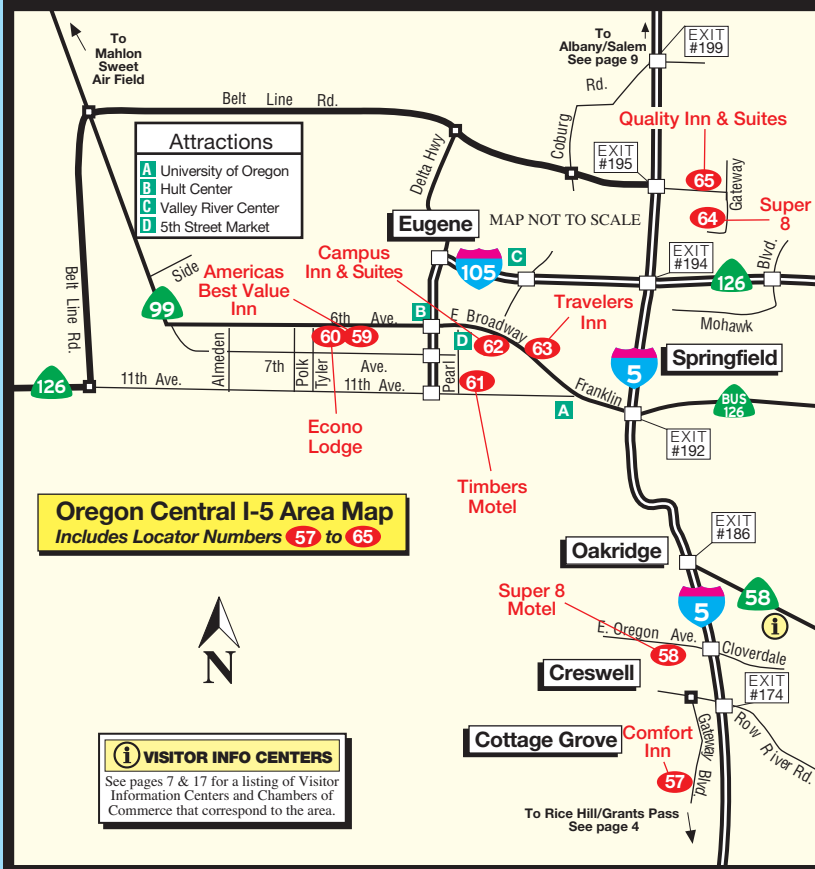 To
Mahlon
Sweet
Air Field
To
Albany/Salem
See page 9
EXIT
#199
Belt Line Rd.
Coburg Rd.
Delta Hwy
Attractions
A University of Oregon
B Hult Center
C Valley River Center
D 5th Street Market
EXIT
#195
Quality Inn & Suites
65
Gateway
64
Super
8
Eugene
MAP NOT TO SCALE
C
105
EXIT
#194
126
Blvd.
Mohawk
Belt Line Rd.
Side
99
Americas
Best Value
Inn
Campus
Inn & Suites
6th Ave.
B
E Broadway
Travelers
Inn
60
59
D
62
63
Springfield
5
Almeden
7th Ave.
Polk
Tyler
Pearl
61
126
11th Ave.
11th Ave.
A
Franklin
BUS
126
EXIT
#192
Econo
Lodge
Timbers
Motel
Oregon Central I-5 Area Map
Includes Locator Numbers 57 to 65
EXIT
#186
Oakridge
58
i
5
Super 8
Motel
E. Oregon Ave.
58
Cloverdale
Creswell
EXIT
#174
N
Cottage Grove
Comfort
Inn
57
Gateway Blvd.
Row River Rd.
i VISITOR INFO CENTERS
See pages 7 & 17 for a listing of Visitor
Information Centers and Chambers of
Commerce that correspond to the area.
To Rice Hill/Grants Pass
See page 4